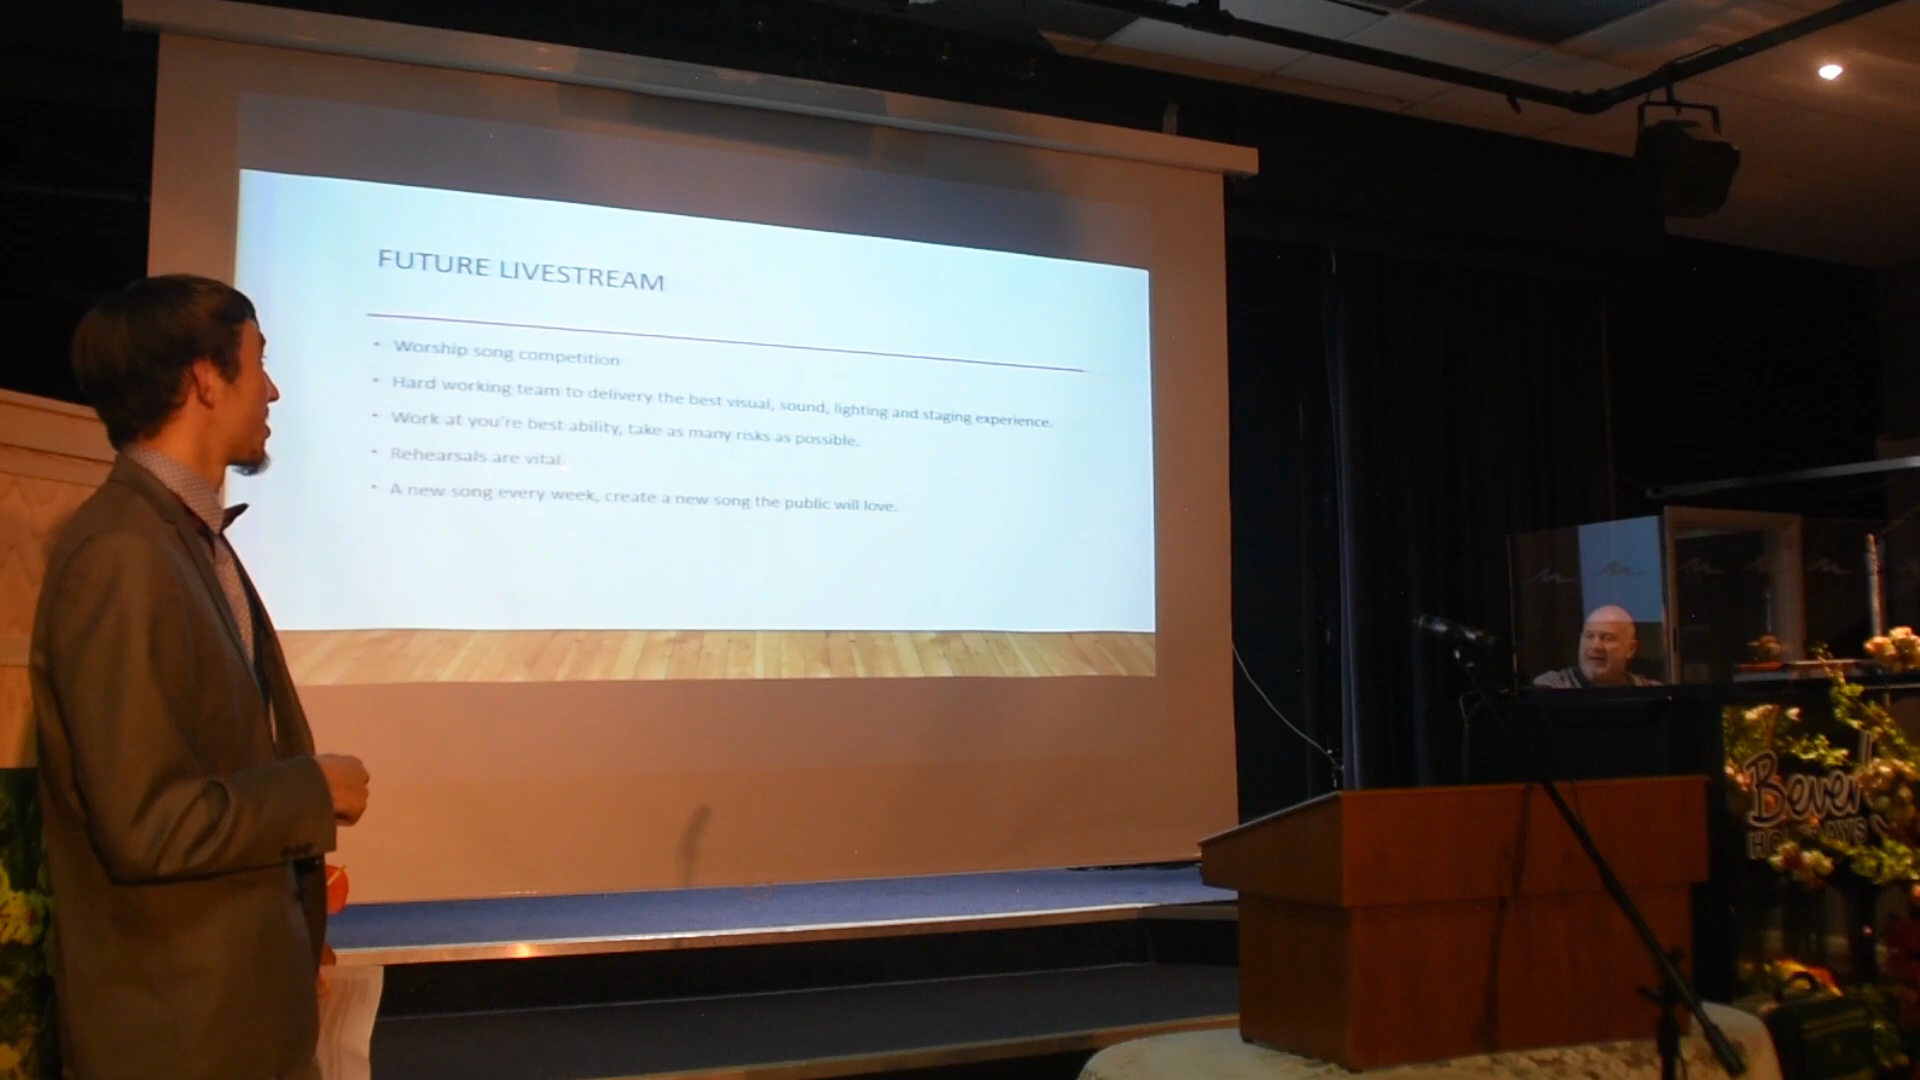 FUTURE LIVESTREAM
• Worship song competition
• Hard working team to delivery the best visual, sound, lighting and staging experience.
• Work at you're best ability, take as many risks as possible.
• Rehearsals are vital.
• A new song every week, create a new song the public will love.